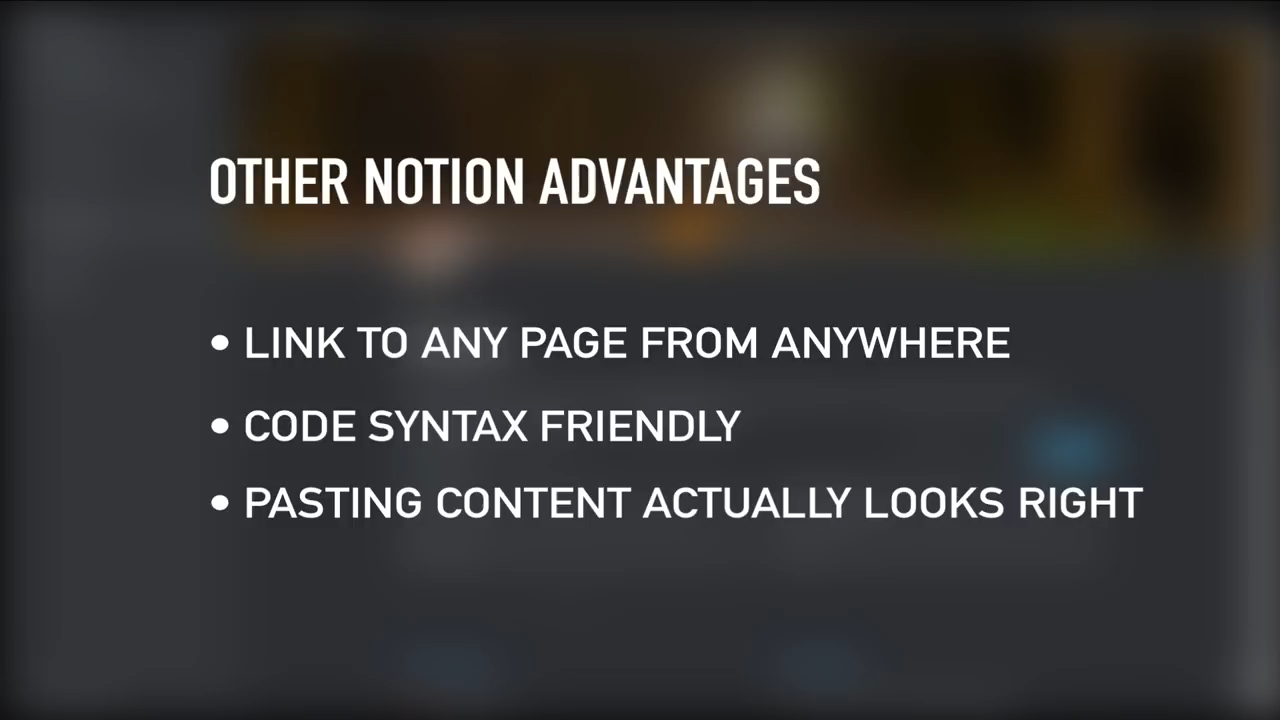 OTHER NOTION ADVANTAGES
• LINK TO ANY PAGE FROM ANYWHERE
• CODE SYNTAX FRIENDLY
• PASTING CONTENT ACTUALLY LOOKS RIGHT